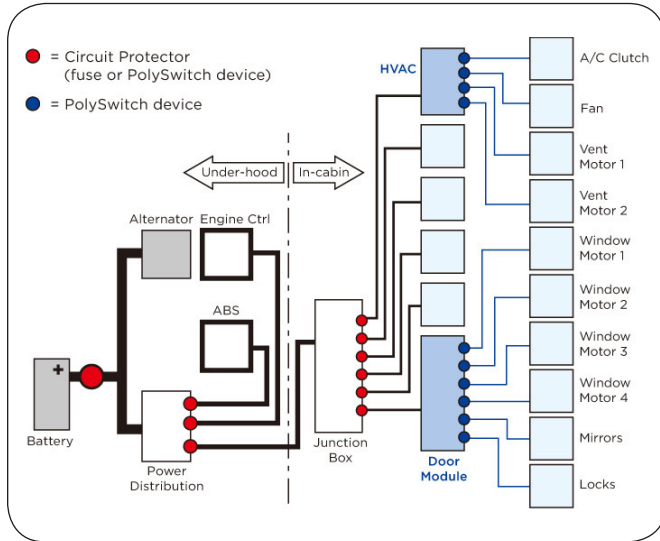 = Circuit Protector
(fuse or PolySwitch device)
= PolySwitch device
HVAC
A/C Clutch
Fan
Vent
Motor 1
Vent
Motor 2
Under-hood
In-cabin
Alternator
Engine Ctrl
Window
Motor 1
Window
Motor 2
ABS
Window
Motor 3
Window
Motor 4
+
Battery
Power
Distribution
Junction
Box
Door
Module
Mirrors
Locks